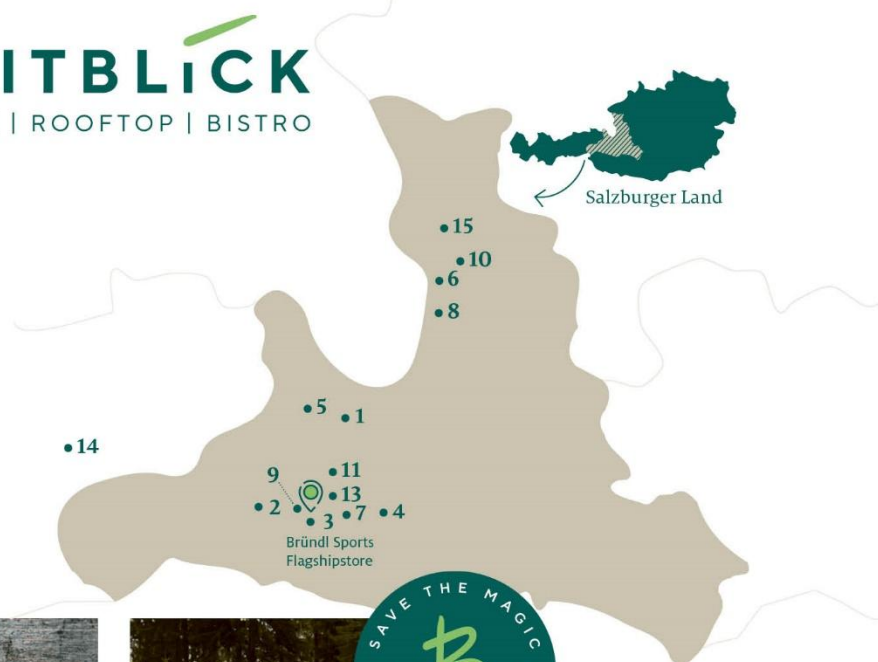 ITBLiCK
| ROOFTOP | BISTRO
Salzburger Land
15
10
6
8
5
1
14
9
11
13
2
7
4
3
Bründl Sports
Flagshipstore
SAVE THE MAGIC